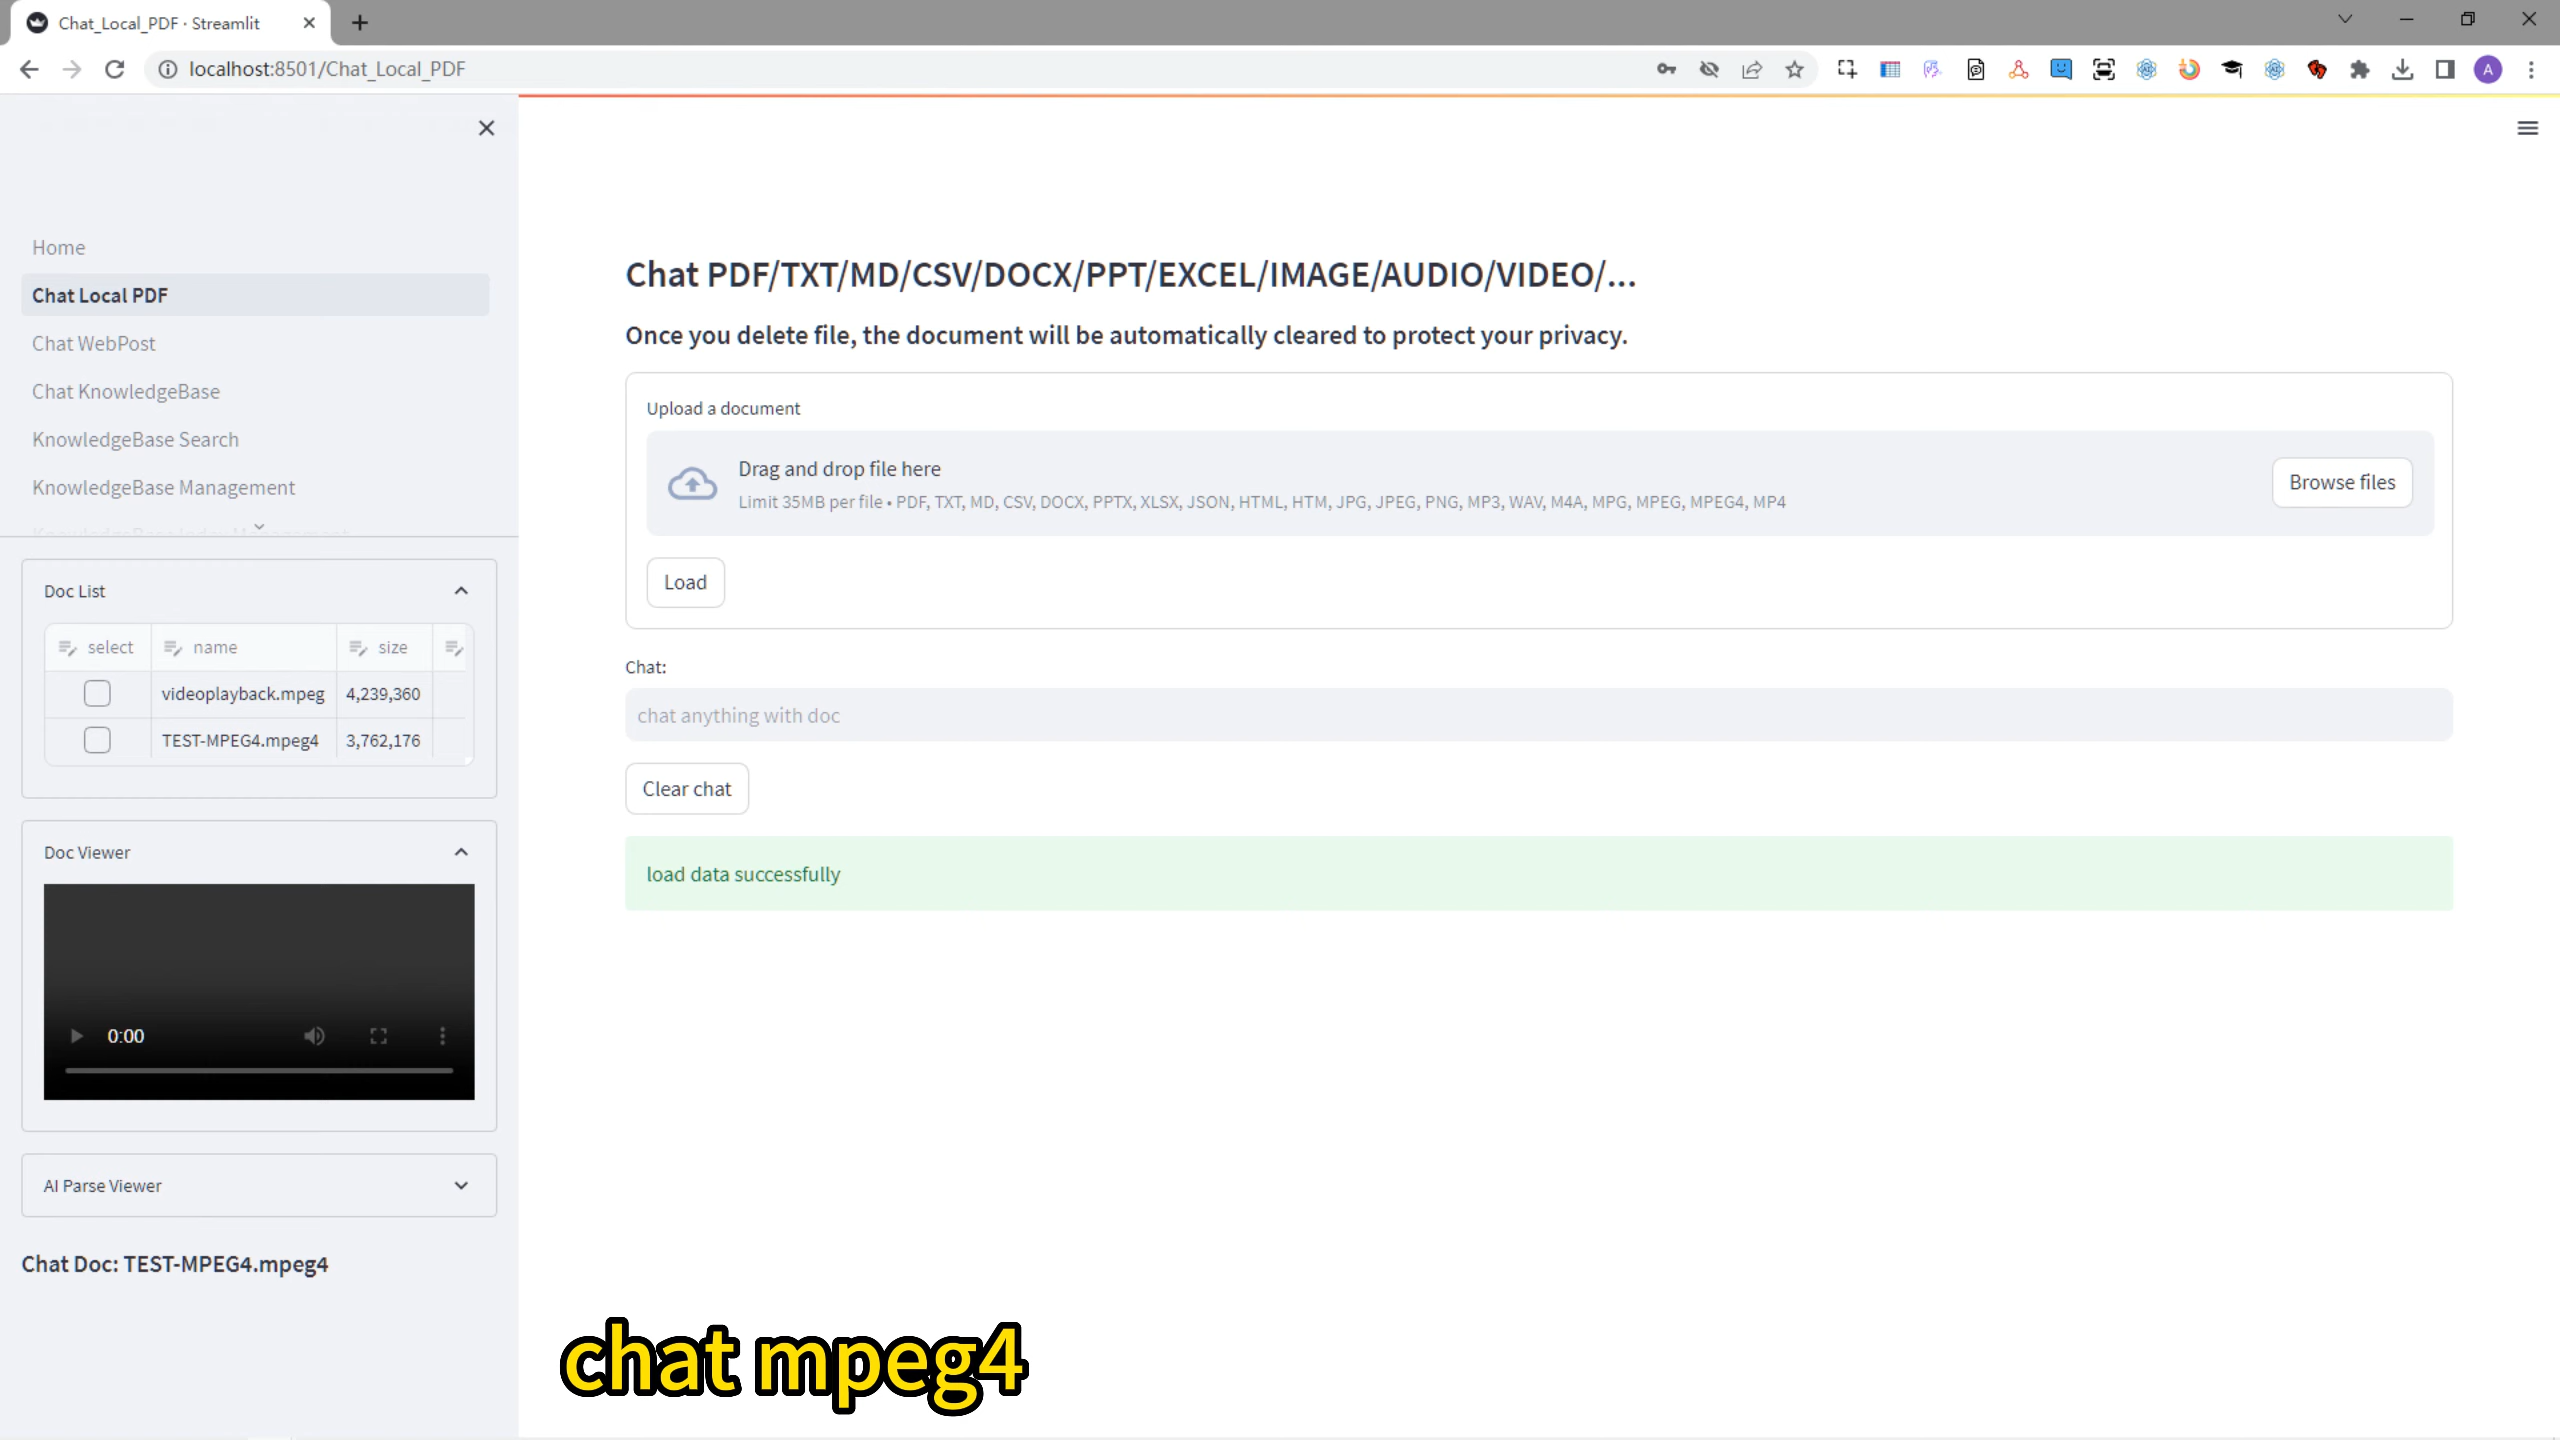 Chat_Local_PDF · Streamlit
localhost:8501/Chat_Local_PDF
A
Home
Chat Local PDF
Chat WebPost
Chat KnowledgeBase
KnowledgeBase Search
KnowledgeBase Management
Doc List
select name size
videoplayback.mpeg 4,239,360
TEST-MPEG4.mpeg4 3,762,176
Doc Viewer
0:00
AI Parse Viewer
Chat Doc: TEST-MPEG4.mpeg4
Chat PDF/TXT/MD/CSV/DOCX/PPT/EXCEL/IMAGE/AUDIO/VIDEO/...
Once you delete file, the document will be automatically cleared to protect your privacy.
Upload a document
Drag and drop file here
Limit 35MB per file • PDF, TXT, MD, CSV, DOCX, PPTX, XLSX, JSON, HTML, HTM, JPG, JPEG, PNG, MP3, WAV, M4A, MPG, MPEG, MPEG4, MP4
Browse files
Load
Chat:
chat anything with doc
Clear chat
load data successfully
chat mpeg4